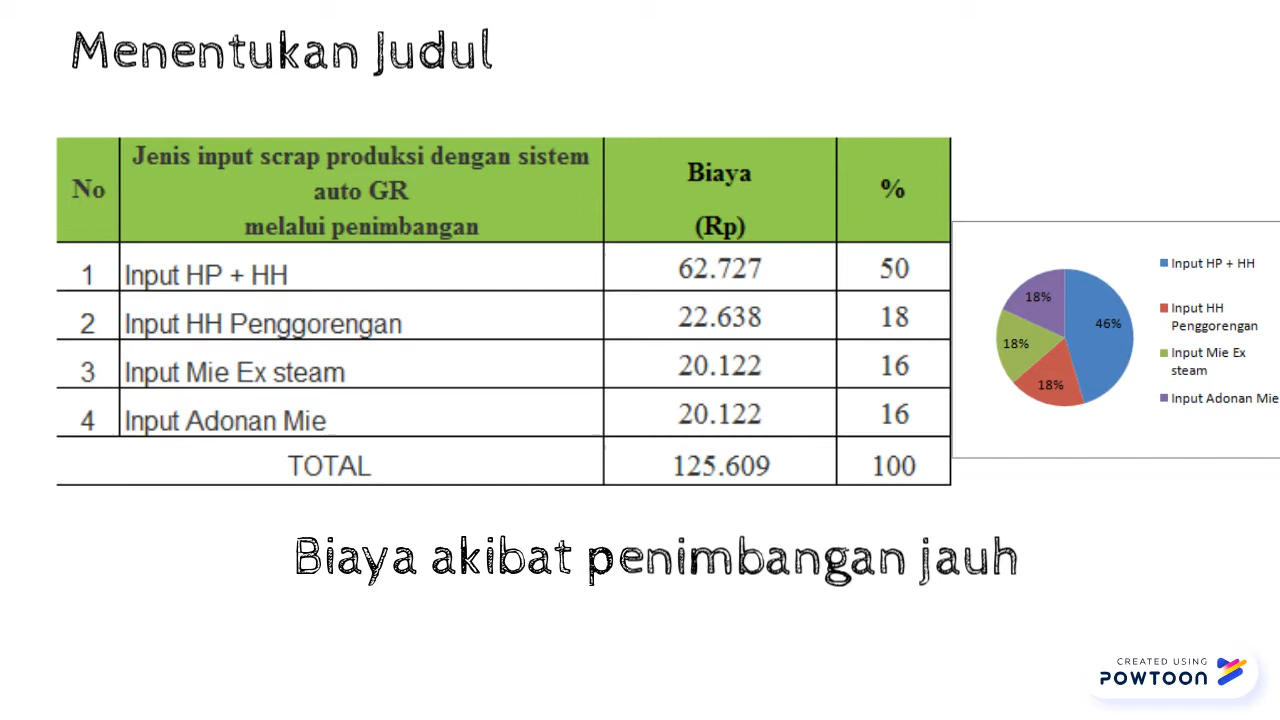 Menentukan Judul
No
Jenis input scrap produksi dengan sistem
auto GR
melalui penimbangan
Biaya
(Rp)
%
1 Input HP + HH 62.727 50
2 Input HH Penggorengan 22.638 18
3 Input Mie Ex steam 20.122 16
4 Input Adonan Mie 20.122 16
TOTAL 125.609 100
18%
46%
18%
18%
Input HP + HH
Input HH
Penggorengan
Input Mie Ex
steam
Input Adonan Mie
Biaya akibat penimbangan jauh
CREATED USING
POWTOON